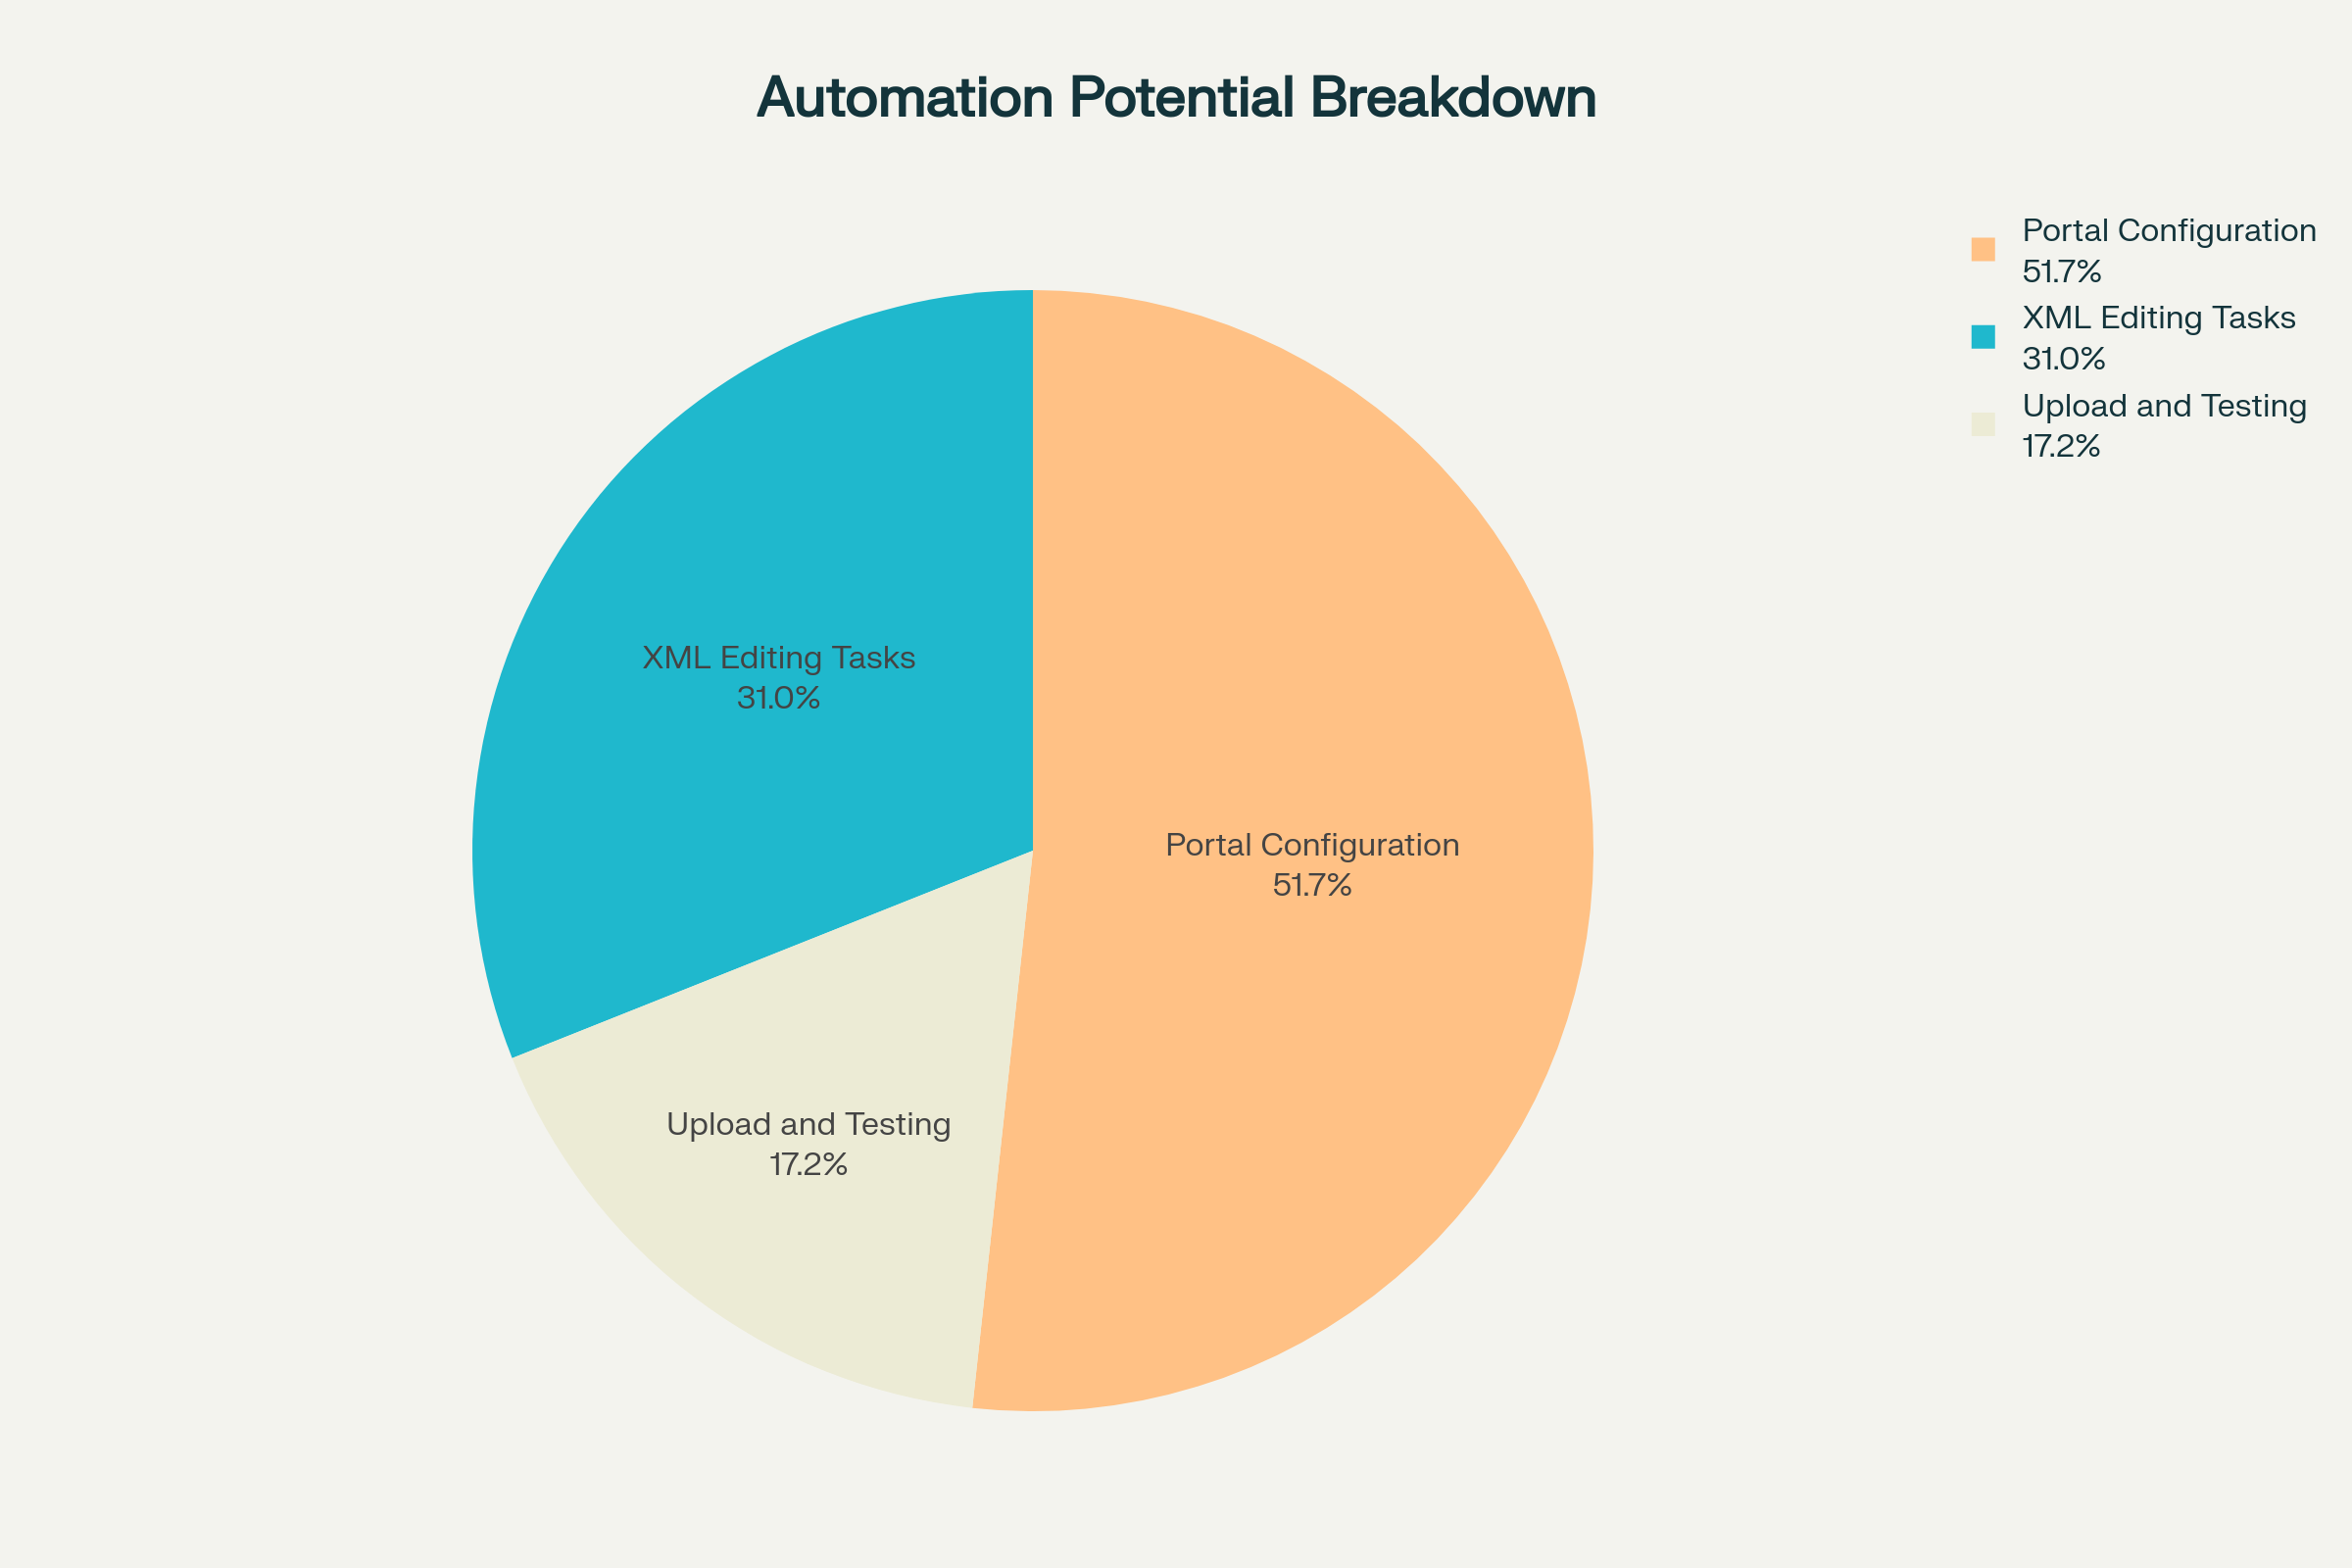 Automation Potential Breakdown
Portal Configuration
51.7%
XML Editing Tasks
31.0%
Upload and Testing
17.2%
XML Editing Tasks
31.0%
Portal Configuration
51.7%
Upload and Testing
17.2%